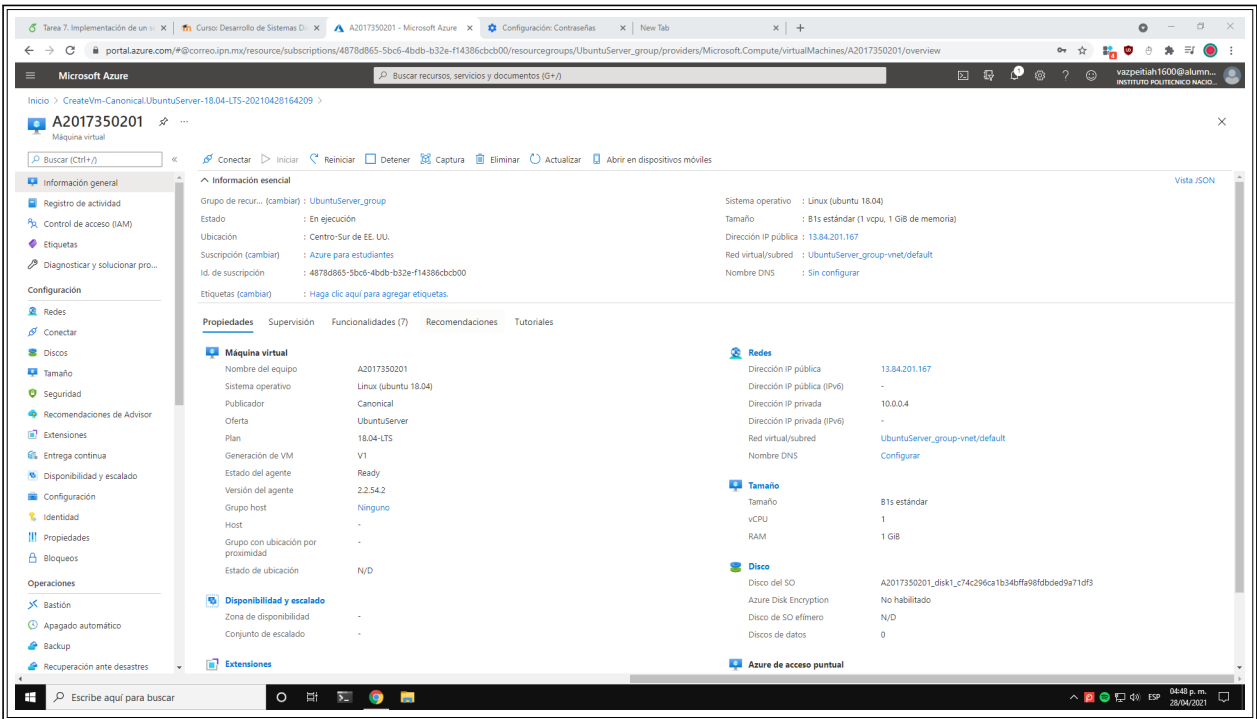 Tarea 7. Implementación de un s
Curso: Desarrollo de Sistemas Di
A2017350201 - Microsoft Azure
Configuración: Contraseñas
New Tab
portal.azure.com/#@correo.ipn.mx/resource/subscriptions/4878d865-5bc6-4bdb-b32e-f14386cbcb00/resourcegroups/UbuntuServer_group/providers/Microsoft.Compute/virtualMachines/A2017350201/overview
Microsoft Azure
Buscar recursos, servicios y documentos (G+/)
1
vazpeitiah1600@alumn...
INSTITUTO POLITECNICO NACIO...
Inicio > CreateVm-Canonical.UbuntuServer-18.04-LTS-20210428164209 >
A2017350201
Máquina virtual
Buscar (Ctrl+/)
Información general
Registro de actividad
Control de acceso (IAM)
Etiquetas
Diagnosticar y solucionar pro...
Configuración
Redes
Conectar
Discos
Tamaño
Seguridad
Recomendaciones de Advisor
Extensiones
Entrega continua
Disponibilidad y escalado
Configuración
Identidad
Propiedades
Bloqueos
Operaciones
Bastión
Apagado automático
Backup
Recuperación ante desastres
Conectar Iniciar Reiniciar Detener Captura Eliminar Actualizar Abrir en dispositivos móviles
Información esencial
Vista JSON
Grupo de recur... (cambiar) : UbuntuServer_group
Estado : En ejecución
Ubicación : Centro-Sur de EE. UU.
Suscripción (cambiar) : Azure para estudiantes
Id. de suscripción : 4878d865-5bc6-4bdb-b32e-f14386cbcb00
Etiquetas (cambiar) : Haga clic aquí para agregar etiquetas.
Sistema operativo : Linux (ubuntu 18.04)
Tamaño : B1s estándar (1 vcpu, 1 GiB de memoria)
Dirección IP pública : 13.84.201.167
Red virtual/subred : UbuntuServer_group-vnet/default
Nombre DNS : Sin configurar
Propiedades Supervisión Funcionalidades (7) Recomendaciones Tutoriales
Máquina virtual
Nombre del equipo A2017350201
Sistema operativo Linux (ubuntu 18.04)
Publicador Canonical
Oferta UbuntuServer
Plan 18.04-LTS
Generación de VM V1
Estado del agente Ready
Versión del agente 2.2.54.2
Grupo host Ninguno
Host -
Grupo con ubicación por proximidad -
Estado de ubicación N/D
Disponibilidad y escalado
Zona de disponibilidad -
Conjunto de escalado -
Extensiones
Redes
Dirección IP pública 13.84.201.167
Dirección IP pública (IPv6) -
Dirección IP privada 10.0.0.4
Dirección IP privada (IPv6) -
Red virtual/subred UbuntuServer_group-vnet/default
Nombre DNS Configurar
Tamaño
Tamaño B1s estándar
vCPU 1
RAM 1 GiB
Disco
Disco del SO A2017350201_disk1_c74c296ca1b34bffa98fdbded9a71df3
Azure Disk Encryption No habilitado
Disco de SO efímero N/D
Discos de datos 0
Azure de acceso puntual
Escribe aquí para buscar
ESP
04:48 p. m.
28/04/2021